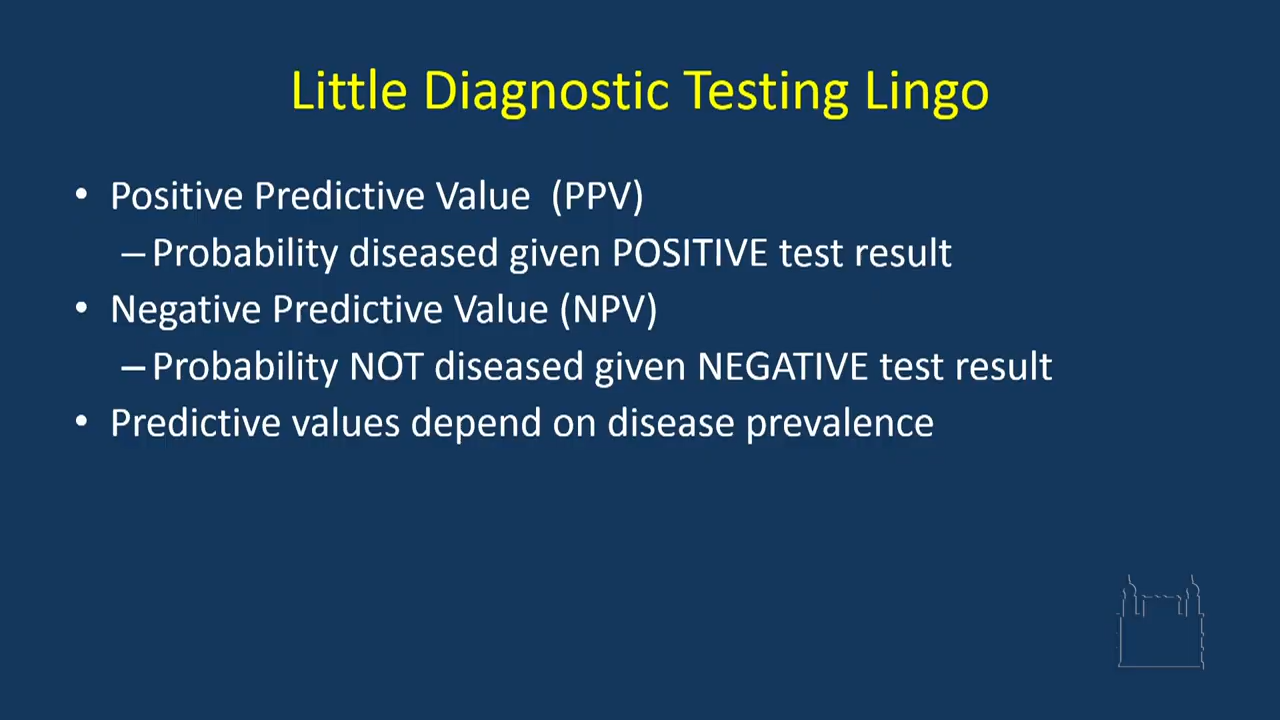 Little Diagnostic Testing Lingo
• Positive Predictive Value  (PPV)
–Probability diseased given POSITIVE test result
• Negative Predictive Value (NPV)
–Probability NOT diseased given NEGATIVE test result
• Predictive values depend on disease prevalence